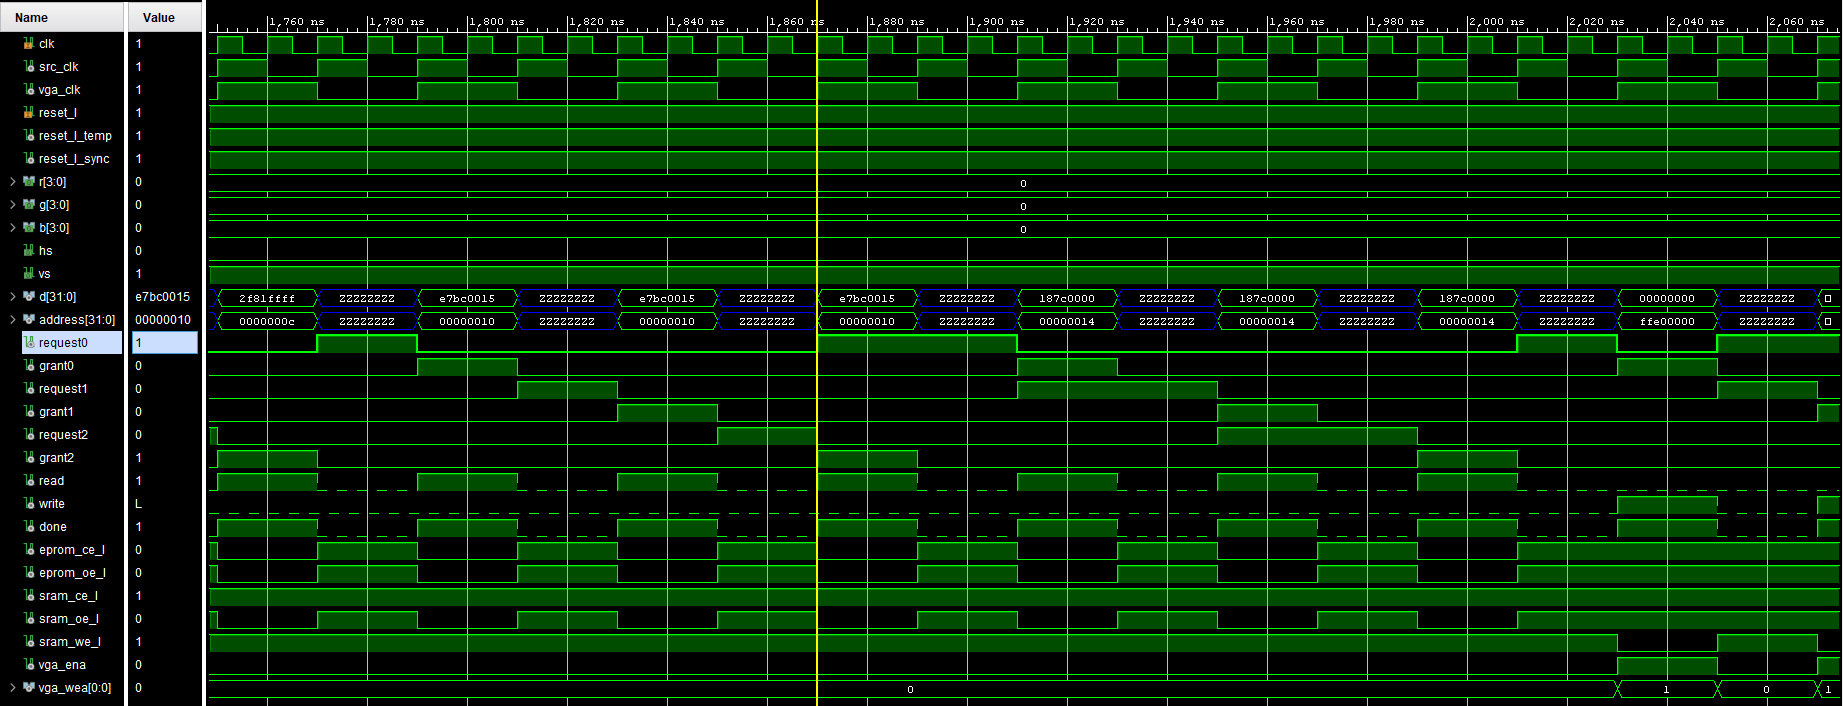 Name Value 1,760 ns 1,780 ns 1,800 ns 1,820 ns 1,840 ns 1,860 ns 1,880 ns 1,900 ns 1,920 ns 1,940 ns 1,960 ns 1,980 ns 2,000 ns 2,020 ns 2,040 ns 2,060 ns
clk 1
src_clk 1
vga_clk 1
reset_l 1
reset_l_temp 1
reset_l_sync 1
r[3:0] 0 0
g[3:0] 0 0
b[3:0] 0 0
hs 0
vs 1
d[31:0] e7bc0015 2f81ffff ZZZZZZZZ e7bc0015 ZZZZZZZZ e7bc0015 ZZZZZZZZ e7bc0015 ZZZZZZZZ 187c0000 ZZZZZZZZ 187c0000 ZZZZZZZZ 187c0000 ZZZZZZZZ 00000000 ZZZZZZZZ
address[31:0] 00000010 0000000c ZZZZZZZZ 00000010 ZZZZZZZZ 00000010 ZZZZZZZZ 00000010 ZZZZZZZZ 00000014 ZZZZZZZZ 00000014 ZZZZZZZZ 00000014 ZZZZZZZZ ffe00000 ZZZZZZZZ
request0 1
grant0 0
request1 0
grant1 0
request2 0
grant2 1
read 1
write L
done 1
eprom_ce_l 0
eprom_oe_l 0
sram_ce_l 1
sram_oe_l 0
sram_we_l 1
vga_ena 0
vga_wea[0:0] 0 0 1 0 1